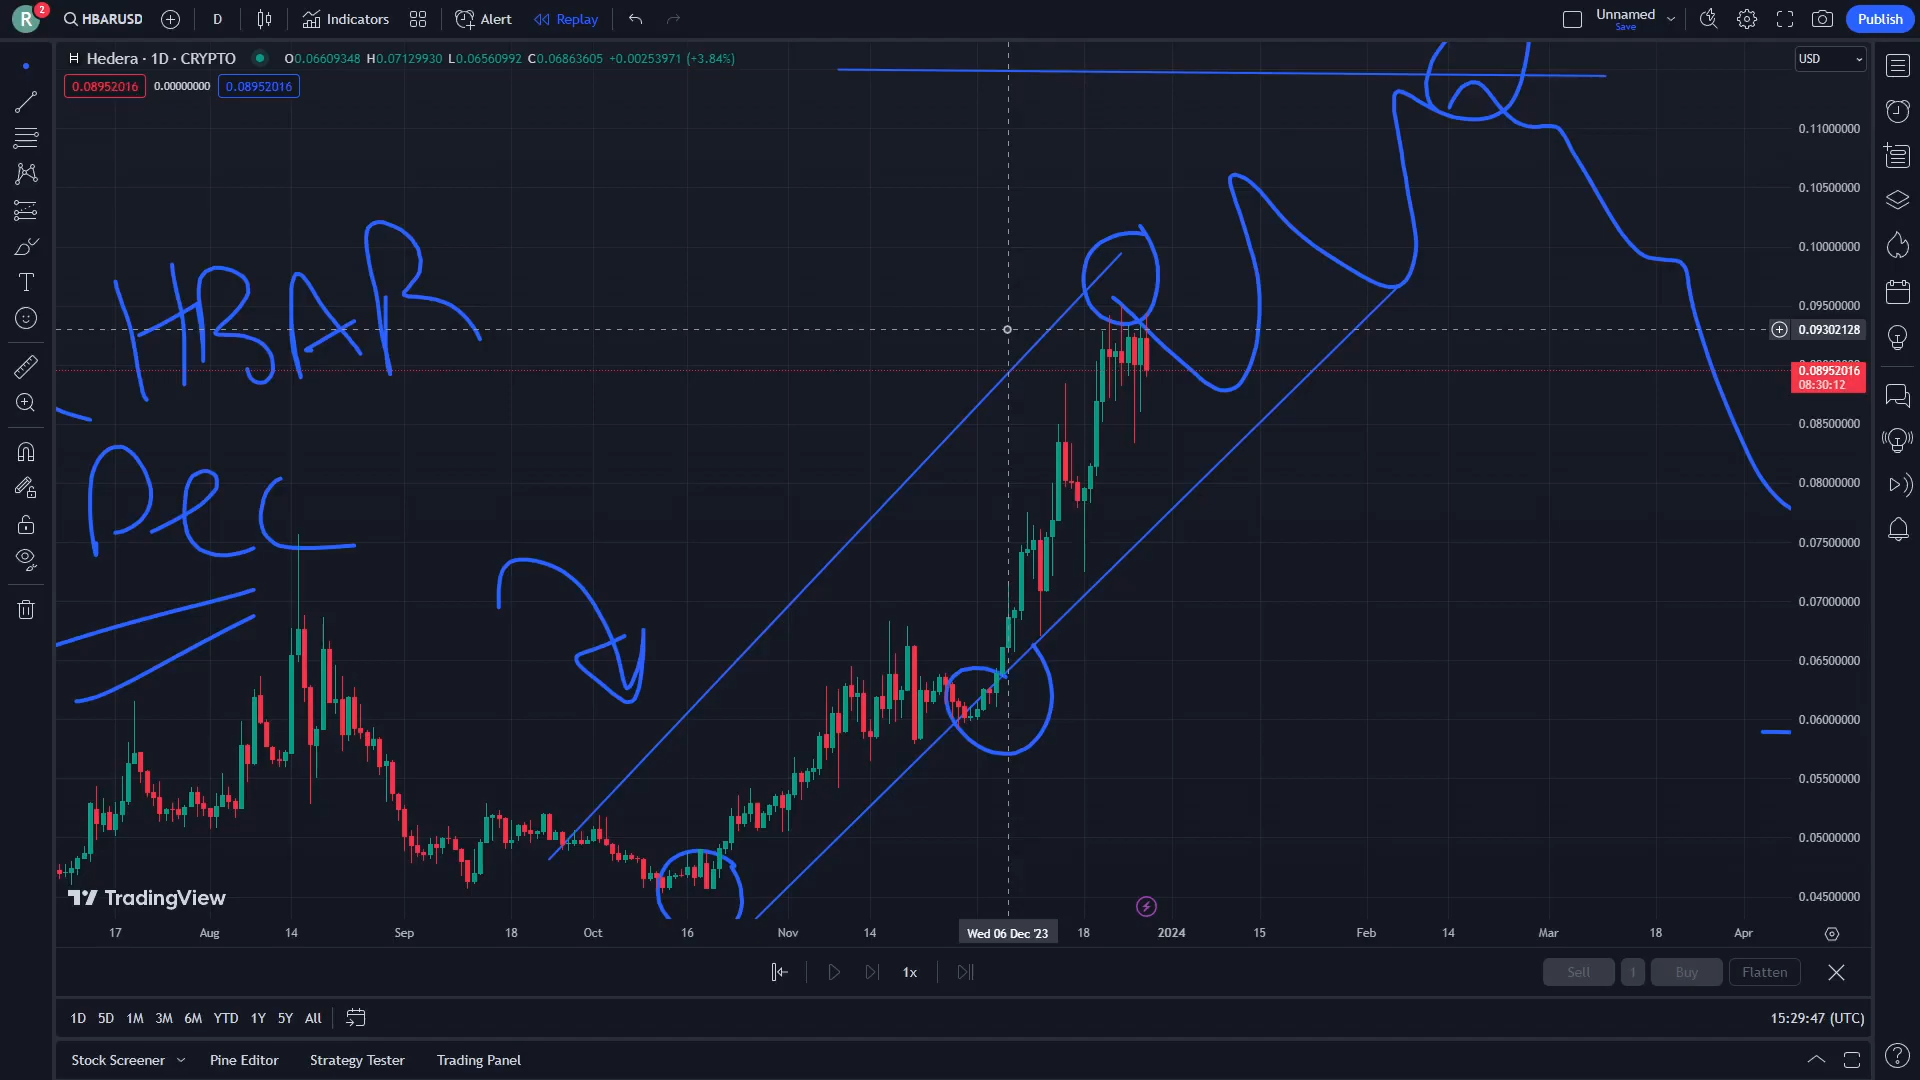 R 2 HBARUSD D Indicators Alert Replay Unnamed Save Publish
H Hedera · 1D · CRYPTO O0.06609348 H0.07129930 L0.06560992 C0.06863605 +0.00253971 (+3.84%) USD
0.08952016 0.00000000 0.08952016
0.11000000
0.10500000
0.10000000
HBAR
0.09500000
0.09302128
0.08952016
08:30:12
0.08500000
Dec
0.08000000
0.07500000
0.07000000
0.06500000
0.06000000
0.05500000
0.05000000
0.04500000
TradingView
17 Aug 14 Sep 18 Oct 16 Nov 14 Wed 06 Dec '23 18 2024 15 Feb 14 Mar 18 Apr
1x Sell 1 Buy Flatten
1D 5D 1M 3M 6M YTD 1Y 5Y All 15:29:47 (UTC)
Stock Screener Pine Editor Strategy Tester Trading Panel